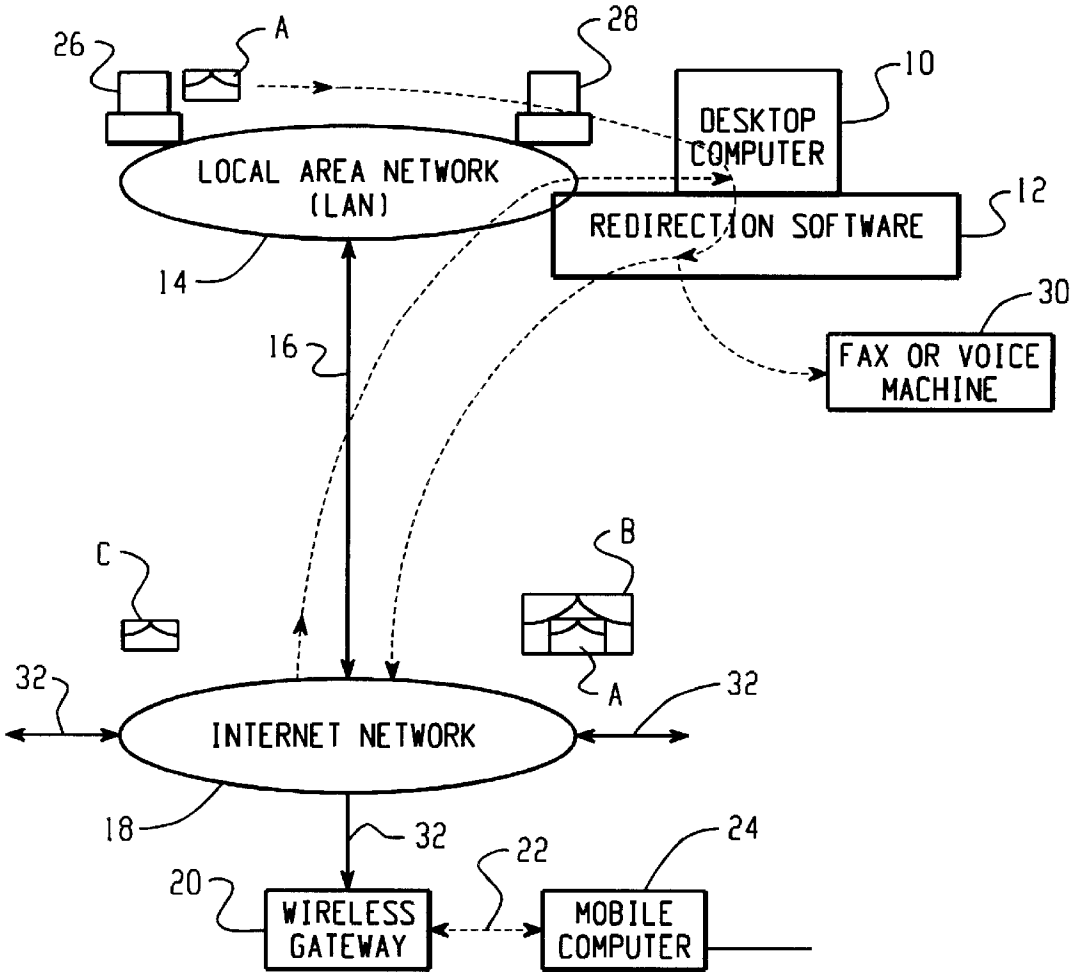 26
A
28
10
DESKTOP
COMPUTER
LOCAL AREA NETWORK
(LAN)
12
REDIRECTION SOFTWARE
14
30
16
FAX OR VOICE
MACHINE
B
C
A
32
32
INTERNET NETWORK
18
32
24
22
20
WIRELESS
GATEWAY
MOBILE
COMPUTER